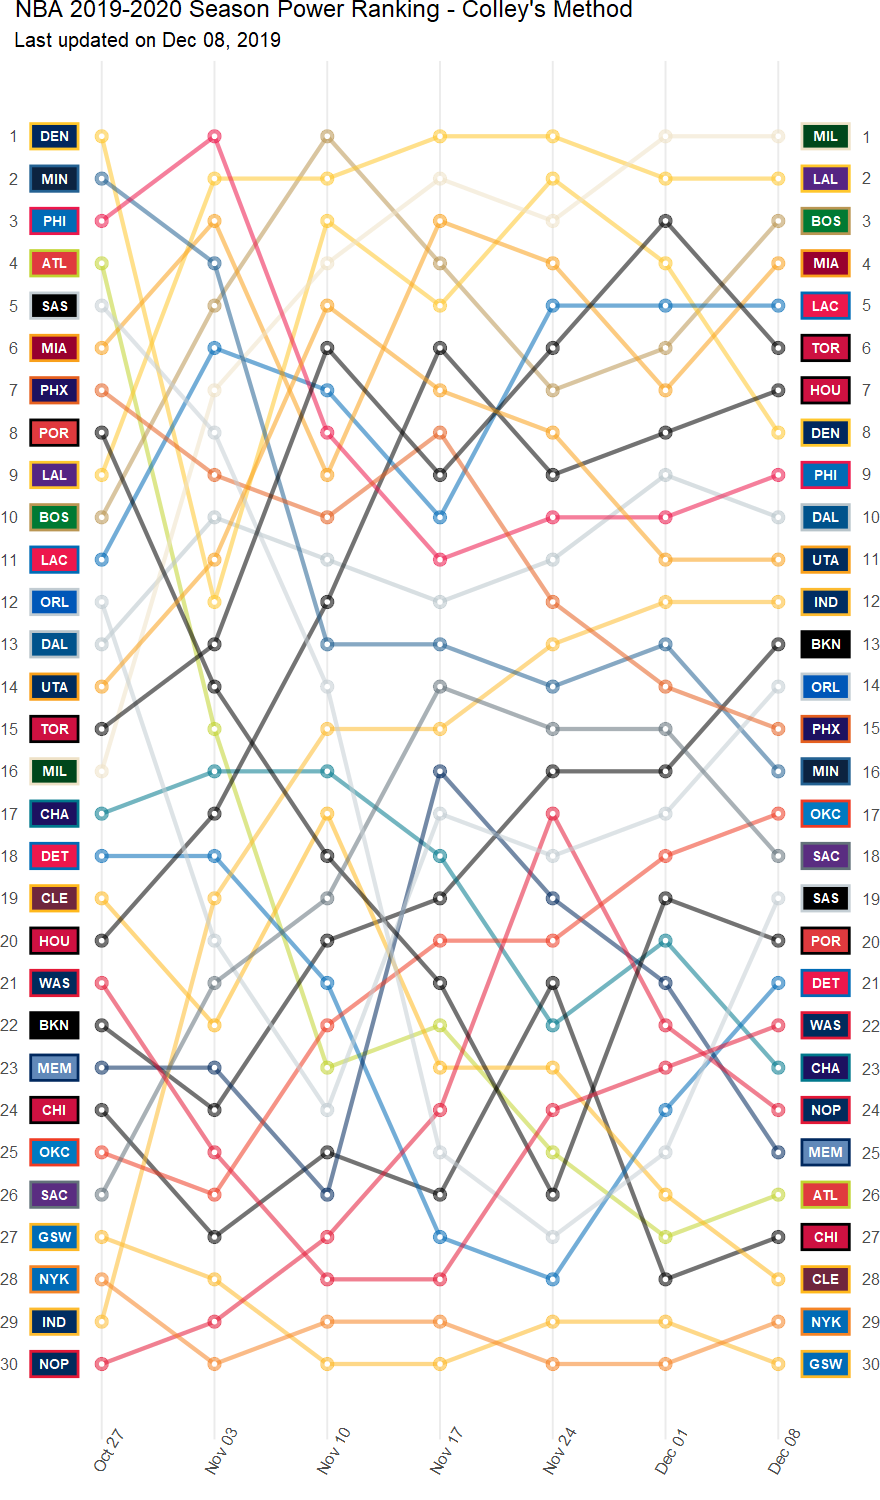 NBA 2019-2020 Season Power Ranking - Colley's Method
Last updated on Dec 08, 2019
1 DEN MIL 1
2 MIN LAL 2
3 PHI BOS 3
4 ATL MIA 4
5 SAS LAC 5
6 MIA TOR 6
7 PHX HOU 7
8 POR DEN 8
9 LAL PHI 9
10 BOS DAL 10
11 LAC UTA 11
12 ORL IND 12
13 DAL BKN 13
14 UTA ORL 14
15 TOR PHX 15
16 MIL MIN 16
17 CHA OKC 17
18 DET SAC 18
19 CLE SAS 19
20 HOU POR 20
21 WAS DET 21
22 BKN WAS 22
23 MEM CHA 23
24 CHI NOP 24
25 OKC MEM 25
26 SAC ATL 26
27 GSW CHI 27
28 NYK CLE 28
29 IND NYK 29
30 NOP GSW 30
Oct 27 Nov 03 Nov 10 Nov 17 Nov 24 Dec 01 Dec 08